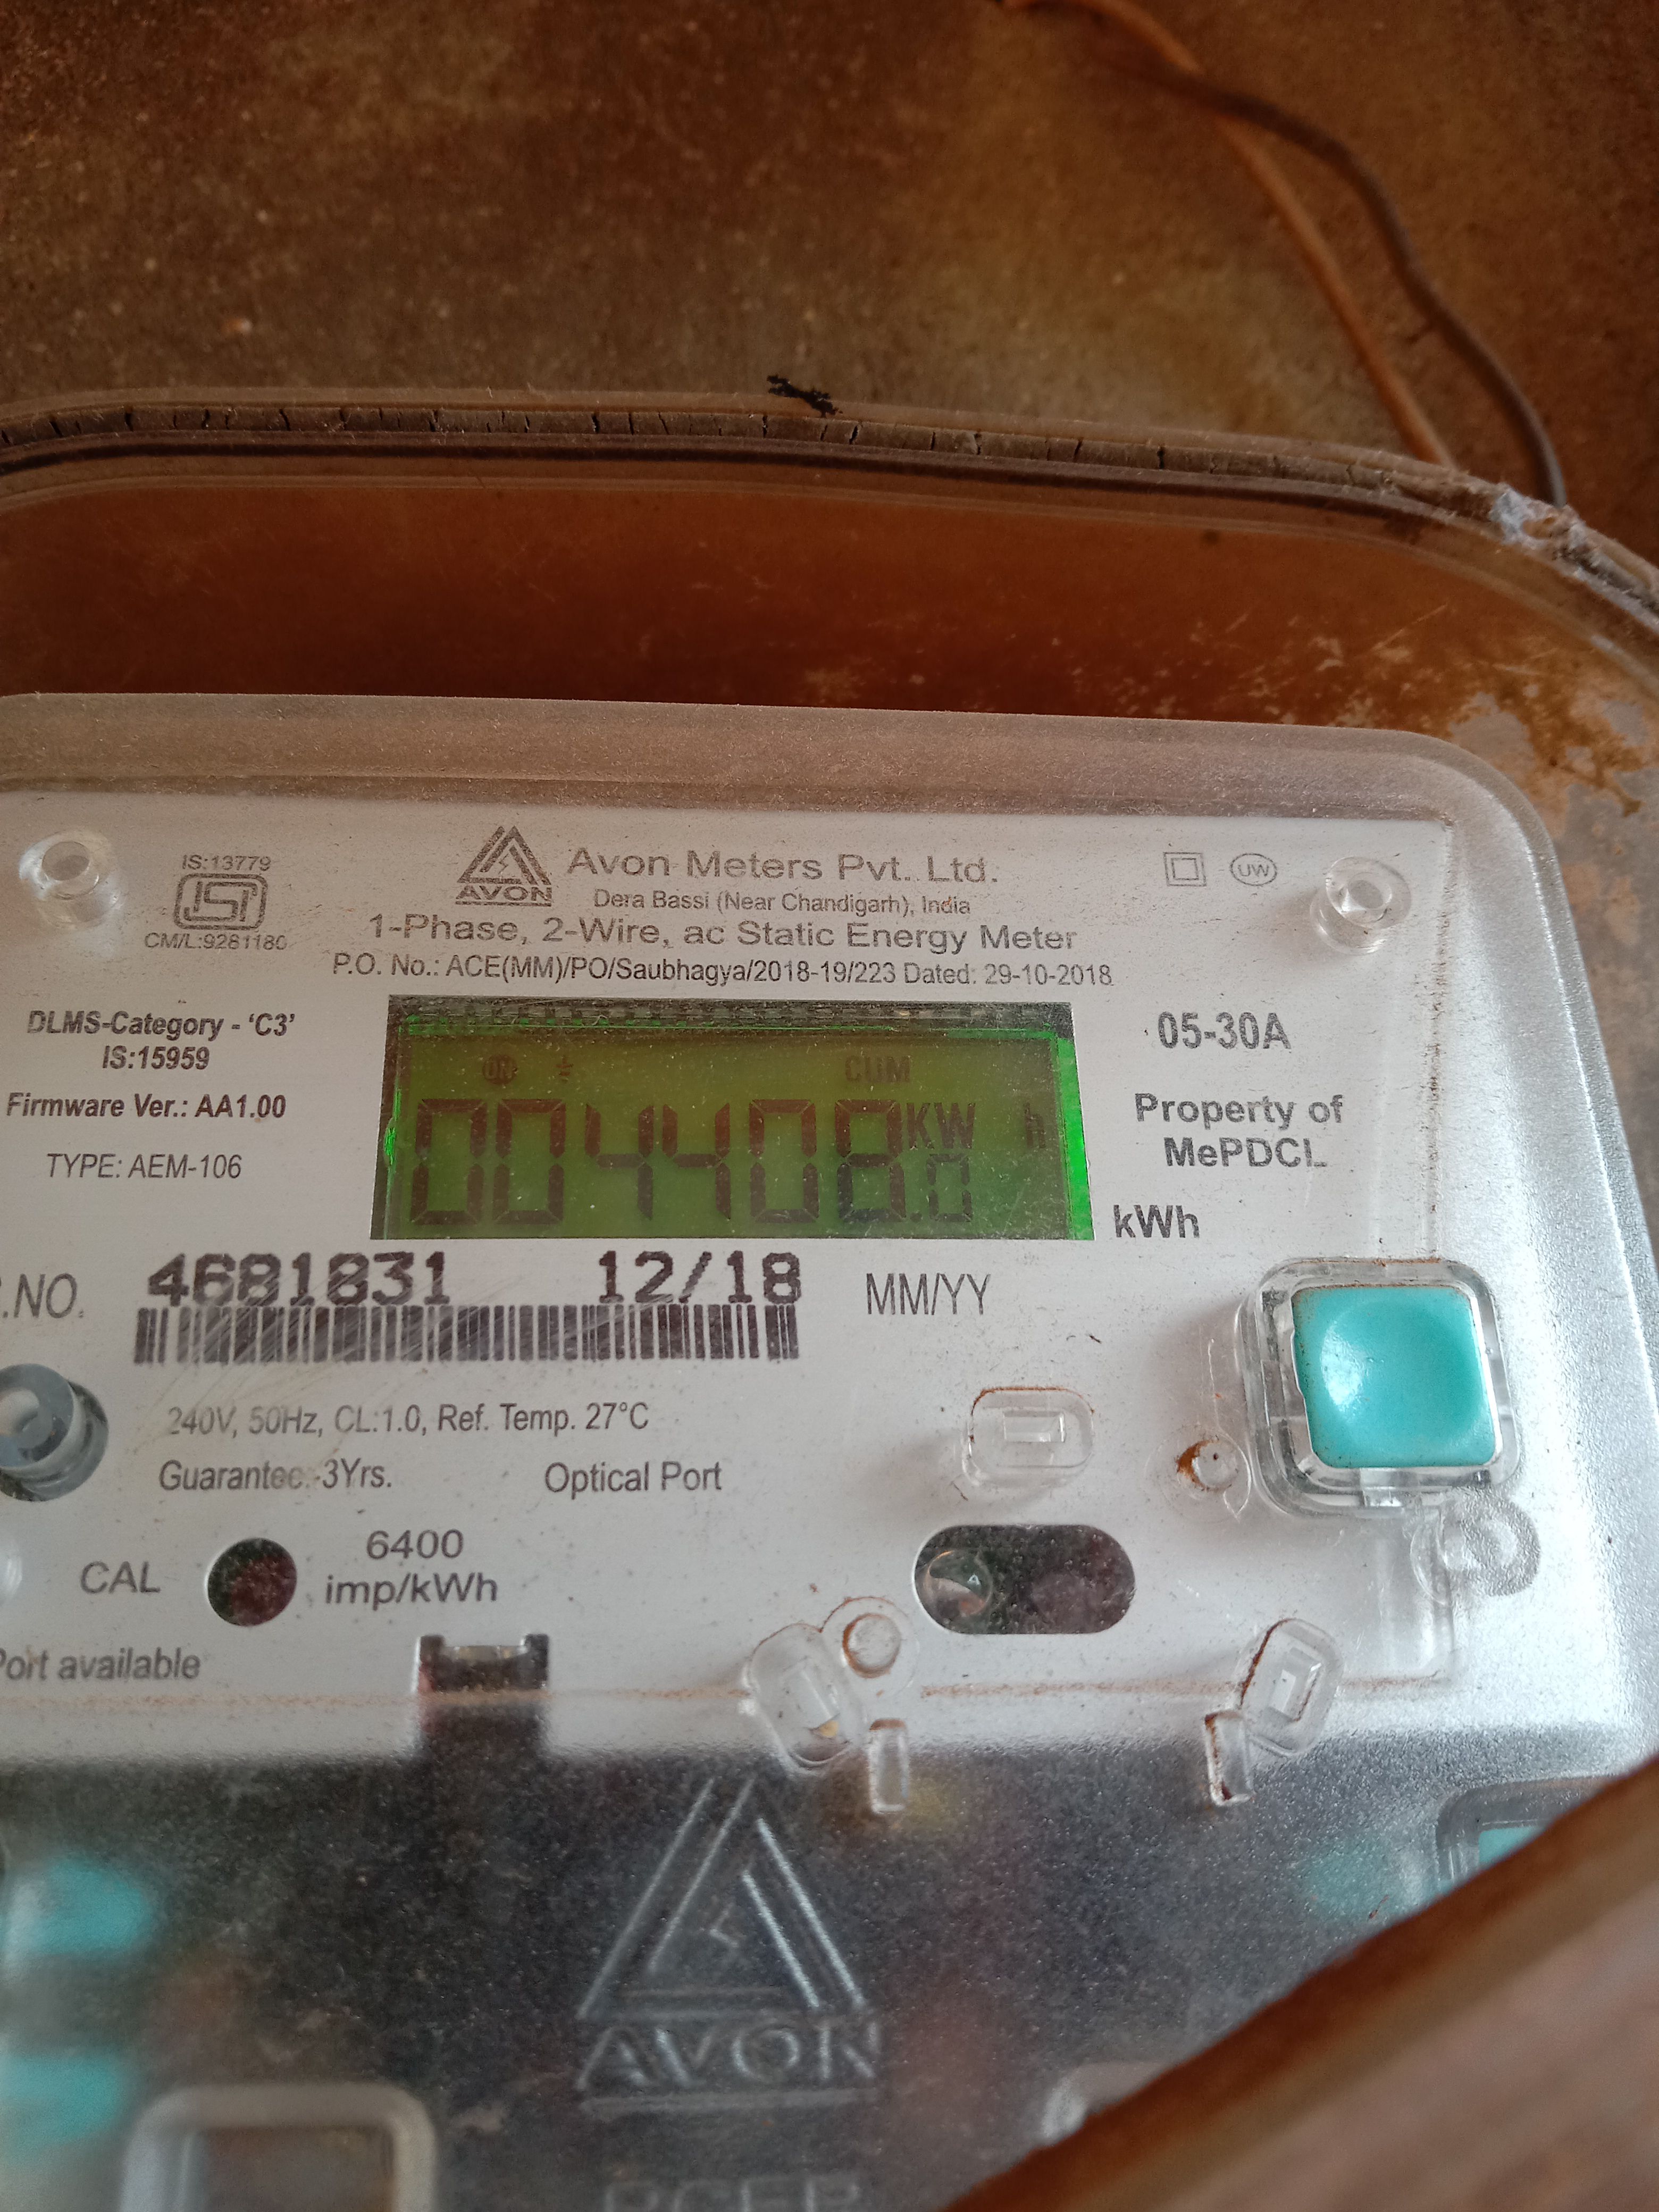 IS:13779
ISI
CM/L:9281180
AVON
Avon Meters Pvt. Ltd.
UW
Dera Bassi (Near Chandigarh), India
1-Phase, 2-Wire, ac Static Energy Meter
P.O. No.: ACE(MM)/PO/Saubhagya/2018-19/223 Dated: 29-10-2018
DLMS-Category - 'C3'
IS:15959
Firmware Ver.: AA1.00
TYPE: AEM-106
ON
CUM
004408.0 KW h
05-30A
Property of
MePDCL
kWh
.NO. 4681831 12/18 MM/YY
240V, 50Hz, CL:1.0, Ref. Temp. 27°C
Guarantee:-3Yrs. Optical Port
CAL 6400
imp/kWh
Port available
AVON